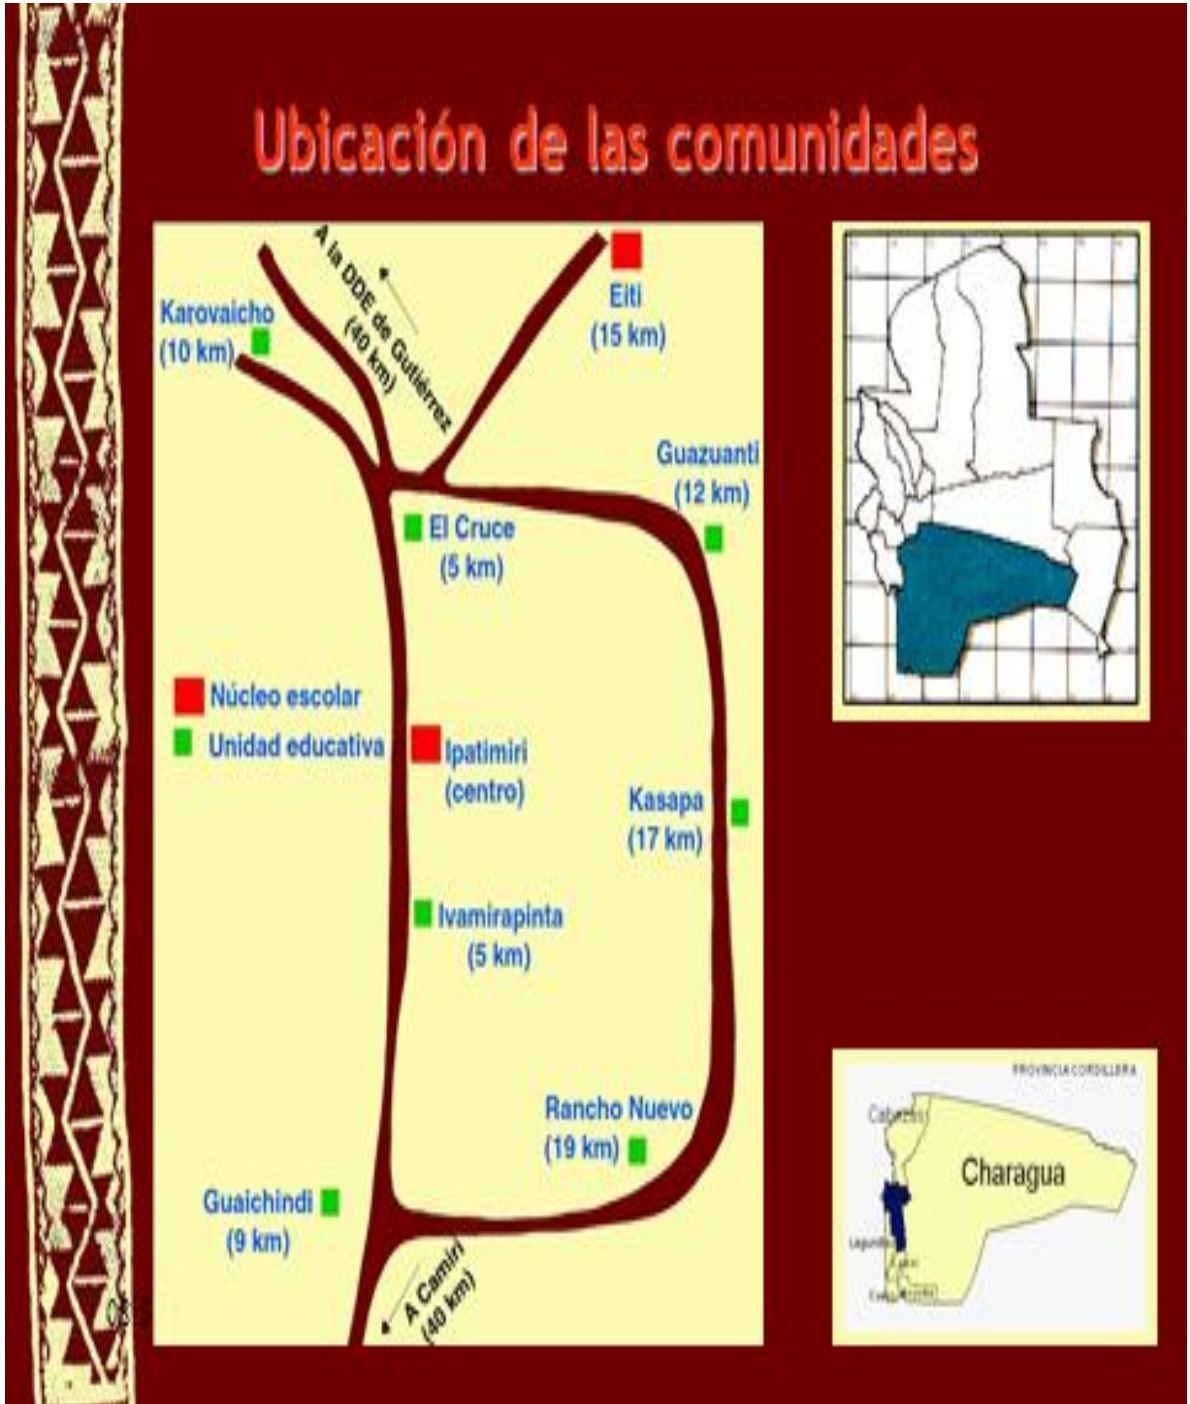 Ubicación de las comunidades
A la DDE de Gutiérrez
(40 km)
Eiti
(15 km)
Karovaicho
(10 km)
Guazuanti
(12 km)
El Cruce
(5 km)
Núcleo escolar
Unidad educativa
Ipatimiri
(centro)
Kasapa
(17 km)
Ivamirapinta
(5 km)
Rancho Nuevo
(19 km)
Guaichindi
(9 km)
A Camiri
(40 km)
PROVINCIA CORDILLERA
Cabezas
Charagua